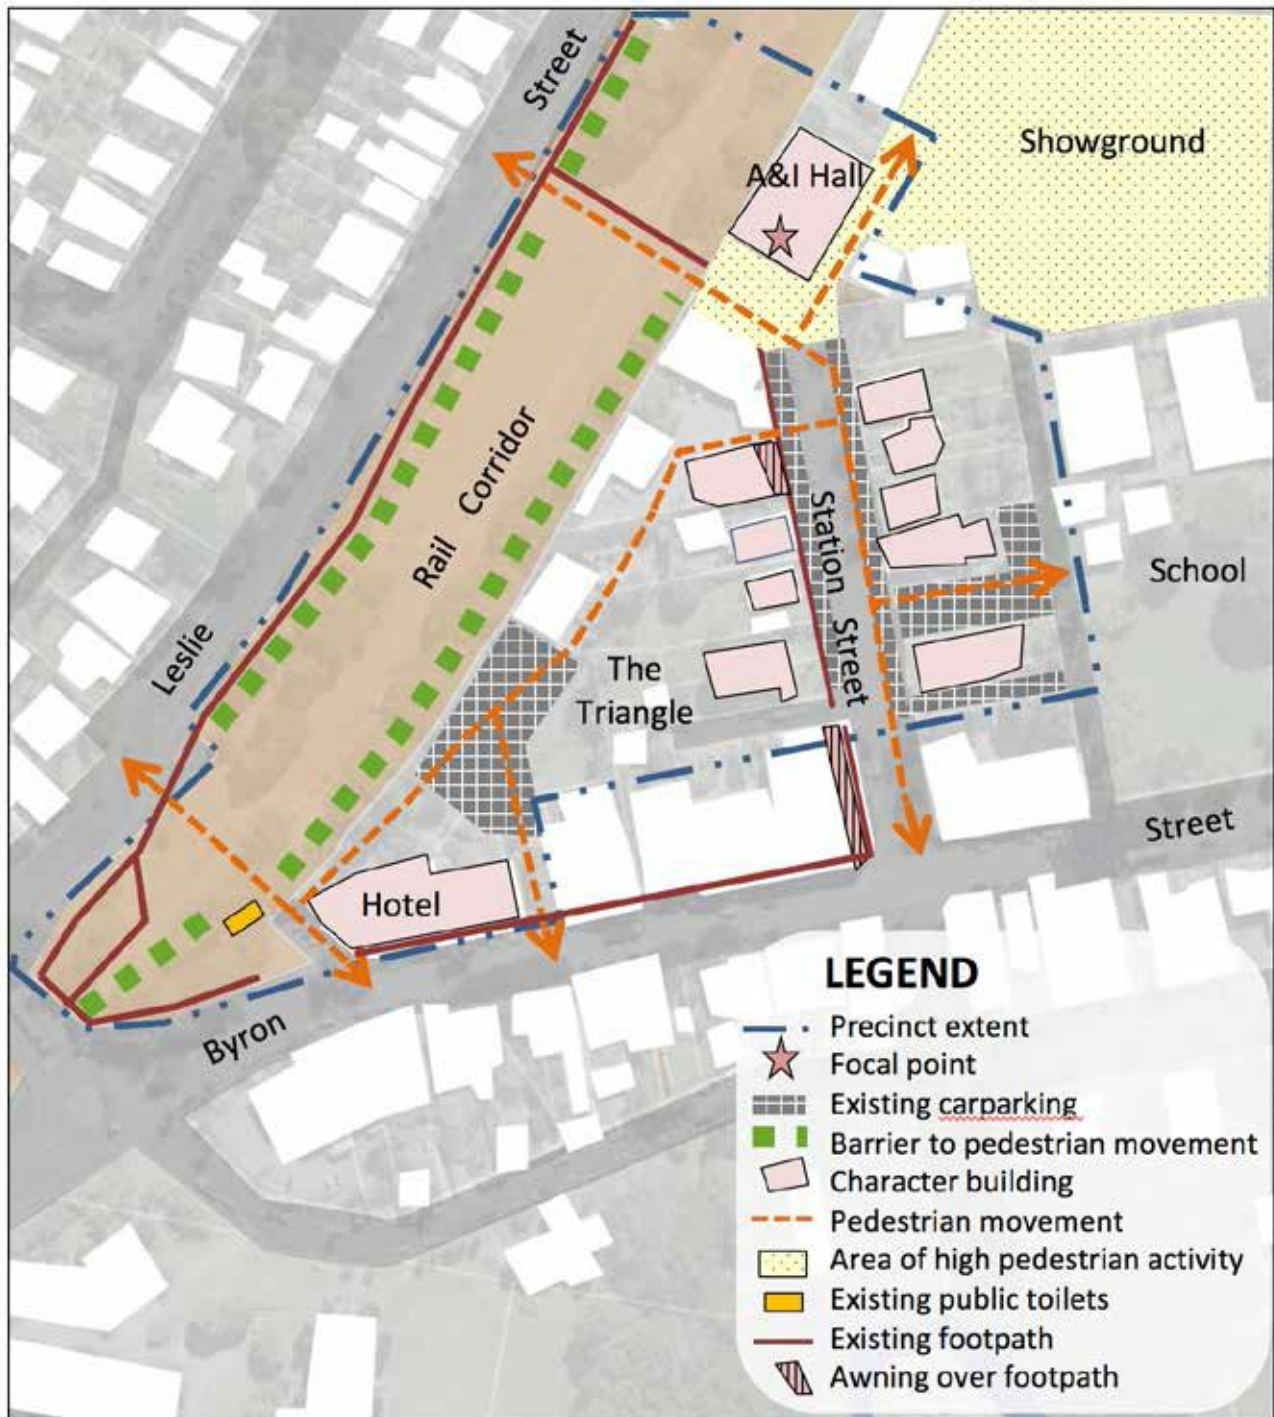 Street
Showground
A&I Hall
Rail Corridor
Station Street
School
Leslie
The
Triangle
Street
Hotel
Byron
LEGEND
Precinct extent
Focal point
Existing carparking
Barrier to pedestrian movement
Character building
Pedestrian movement
Area of high pedestrian activity
Existing public toilets
Existing footpath
Awning over footpath